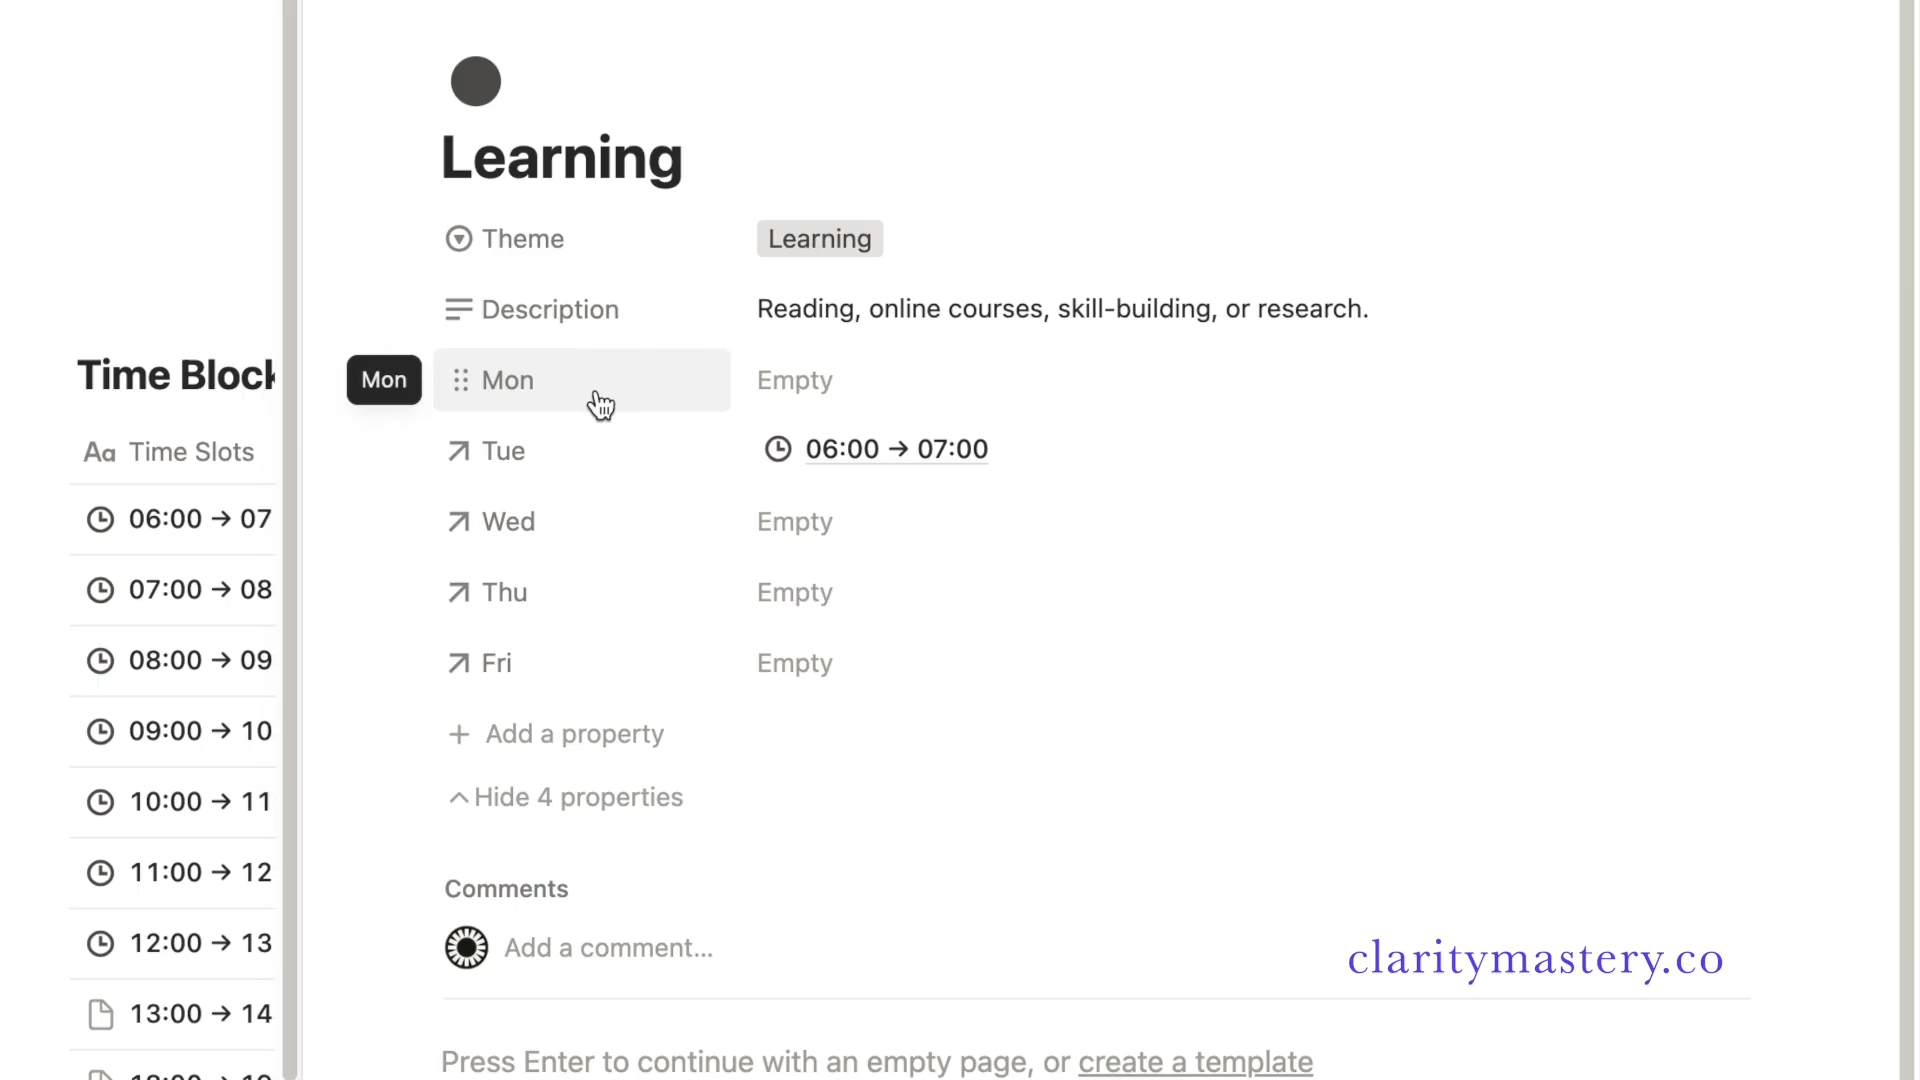 Learning
Theme
Learning
Description
Reading, online courses, skill-building, or research.
Mon
Mon
Empty
Tue
06:00 → 07:00
Wed
Empty
Thu
Empty
Fri
Empty
+ Add a property
Hide 4 properties
Comments
Add a comment...
Press Enter to continue with an empty page, or create a template
Time Block
Aa Time Slots
06:00 → 07
07:00 → 08
08:00 → 09
09:00 → 10
10:00 → 11
11:00 → 12
12:00 → 13
13:00 → 14
claritymastery.co